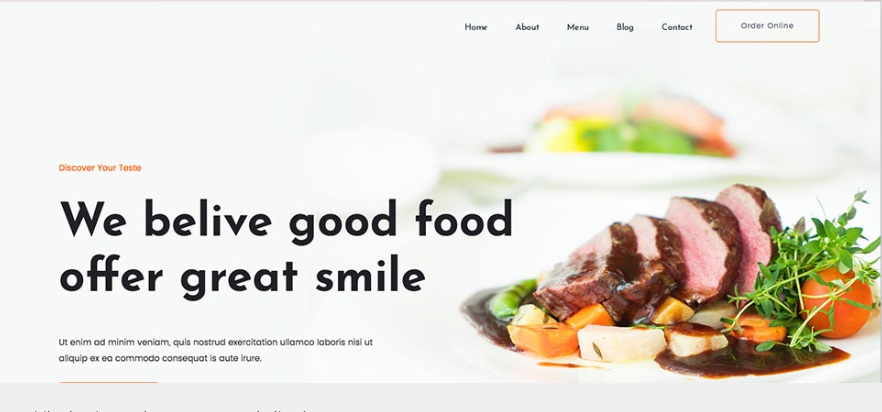 Home About Menu Blog Contact Order Online
Discover Your Teste
We belive good food
offer great smile
Ut enim ad minim veniam, quis nostrud exercitation ullamco laboris nisi ut
aliquip ex ea commodo consequat is aute irure.